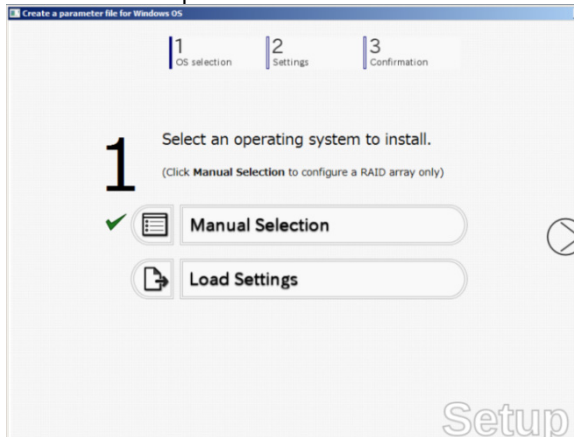 Create a parameter file for Windows OS
1
OS selection
2
Settings
3
Confirmation
1
Select an operating system to install.
(Click Manual Selection to configure a RAID array only)
Manual Selection
Load Settings
Setup